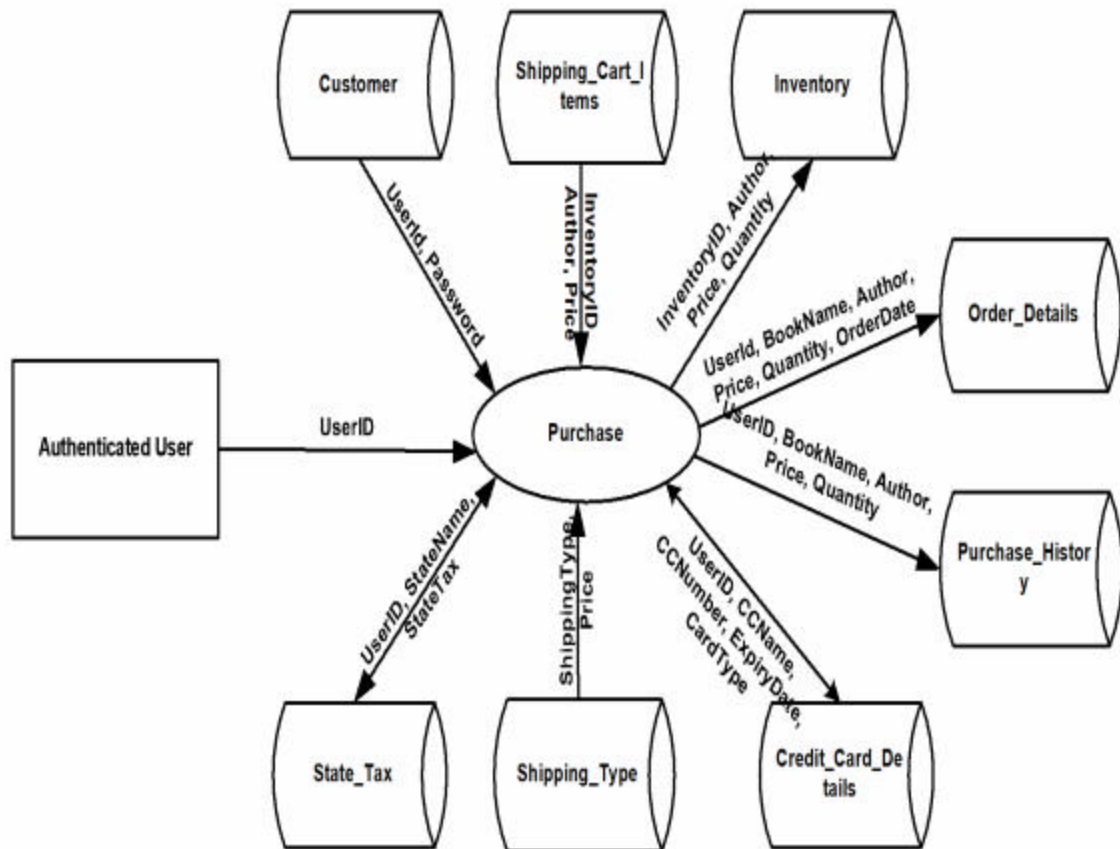 Customer
Shipping_Cart_I
tems
Inventory
UserId, Password
InventoryID
Author, Price
InventoryID, Author,
Price, Quantity
UserId, BookName, Author,
Price, Quantity, OrderDate
Order_Details
Authenticated User
UserID
Purchase
UserID, BookName, Author,
Price, Quantity
Purchase_Histor
y
UserID, StateName,
StateTax
ShippingType,
Price
UserID, CCName,
CCNumber, ExpiryDate,
CardType
State_Tax
Shipping_Type
Credit_Card_De
tails